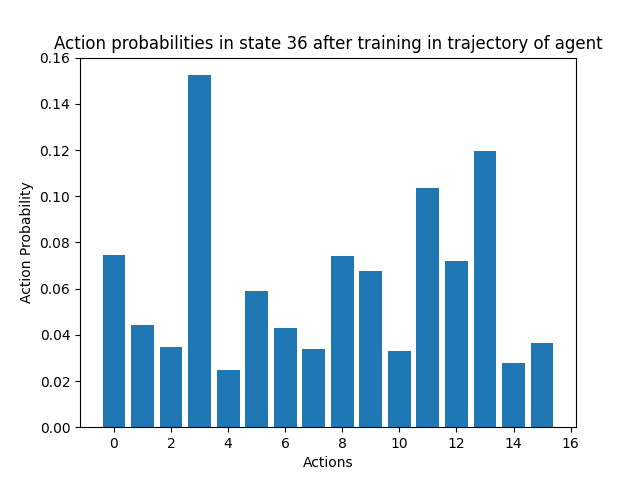 Action probabilities in state 36 after training in trajectory of agent
0.16
0.14
0.12
0.10
0.08
0.06
0.04
0.02
0.00
Action Probability
0 2 4 6 8 10 12 14 16
Actions